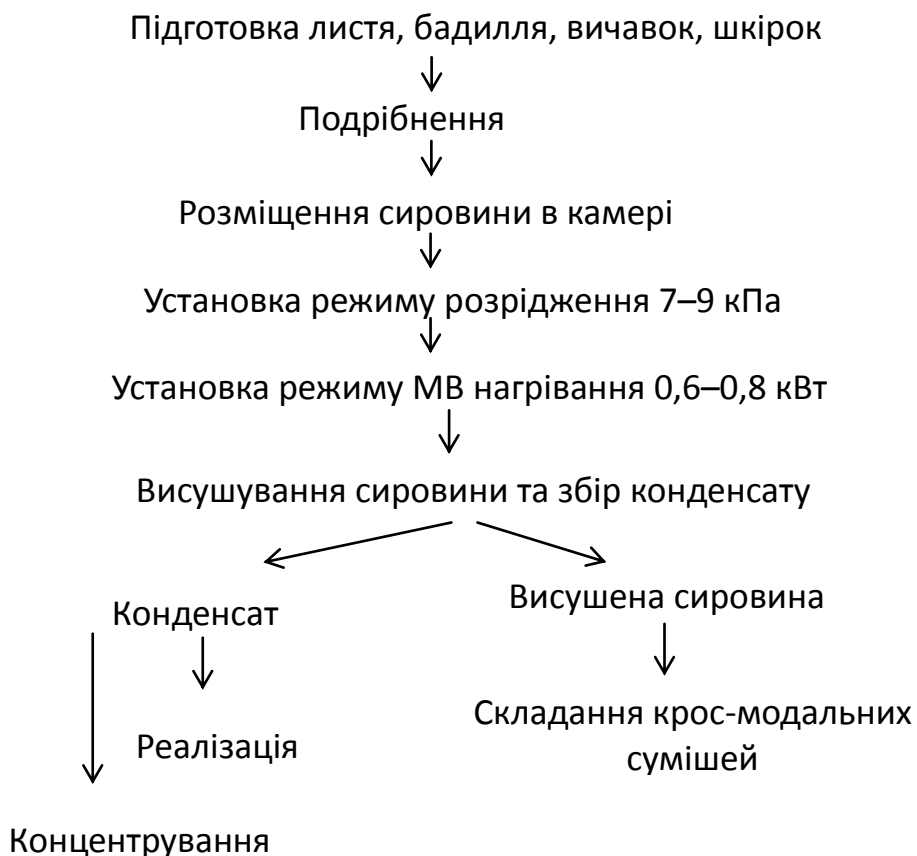 Підготовка листя, бадилля, вичавок, шкірок
Подрібнення
Розміщення сировини в камері
Установка режиму розрідження 7–9 кПа
Установка режиму МВ нагрівання 0,6–0,8 кВт
Висушування сировини та збір конденсату
Конденсат
Висушена сировина
Реалізація
Складання крос-модальних
сумішей
Концентрування